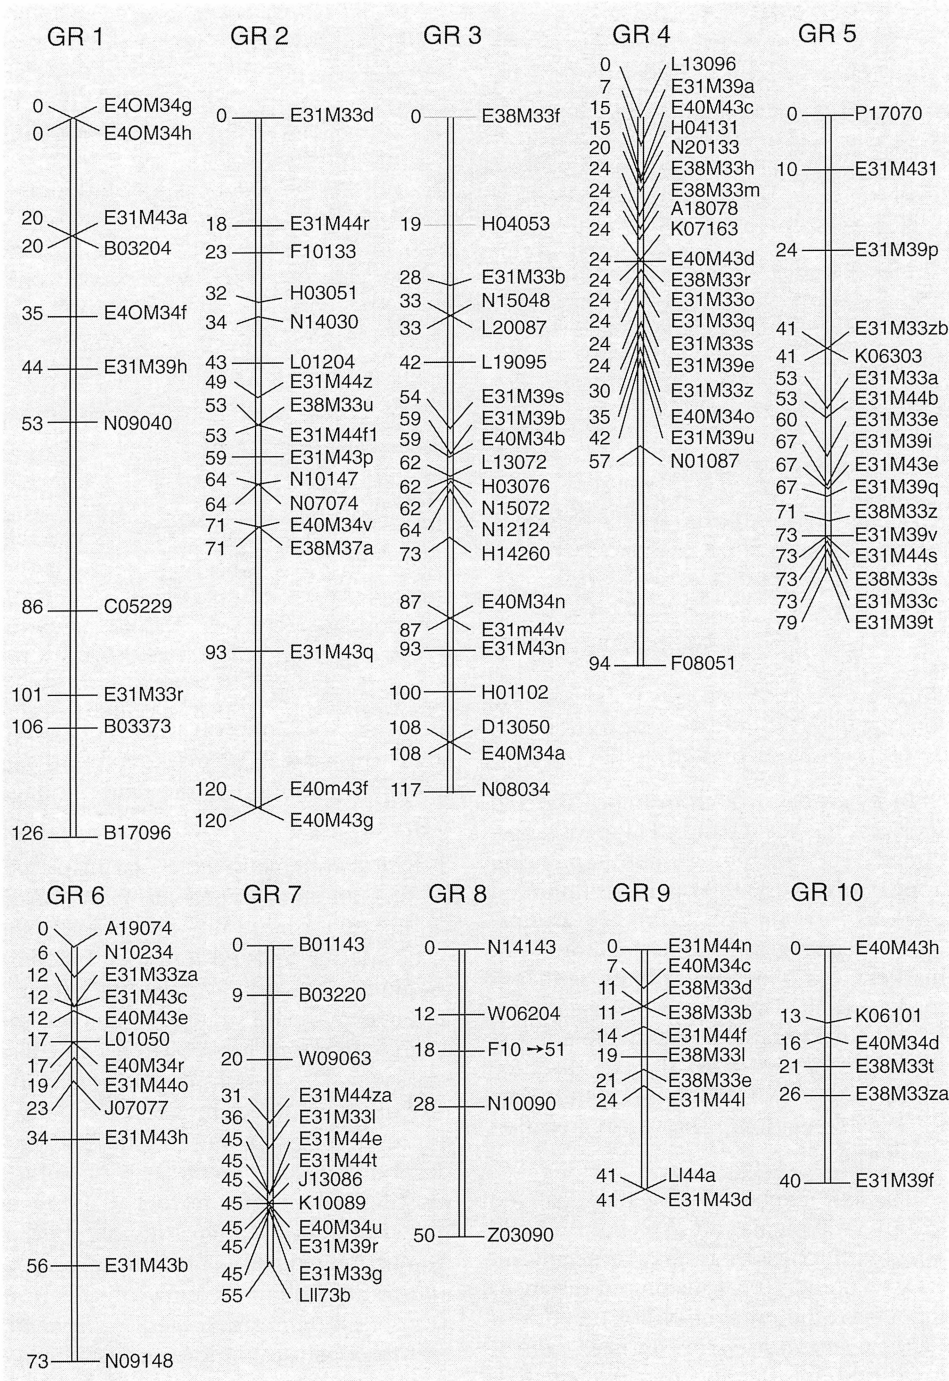 GR 1
0 E4OM34g
0 E4OM34h
20 E31M43a
20 B03204
35 E4OM34f
44 E31M39h
53 N09040
86 C05229
101 E31M33r
106 B03373
126 B17096
GR 2
0 E31M33d
18 E31M44r
23 F10133
32 H03051
34 N14030
43 L01204
49 E31M44z
53 E38M33u
53 E31M44f1
59 E31M43p
64 N10147
64 N07074
71 E40M34v
71 E38M37a
93 E31M43q
120 E40m43f
120 E40M43g
GR 3
0 E38M33f
19 H04053
28 E31M33b
33 N15048
33 L20087
42 L19095
54 E31M39s
59 E31M39b
59 E40M34b
62 L13072
62 H03076
62 N15072
64 N12124
73 H14260
87 E40M34n
87 E31m44v
93 E31M43n
100 H01102
108 D13050
108 E40M34a
117 N08034
GR 4
0 L13096
7 E31M39a
15 E40M43c
15 H04131
20 N20133
24 E38M33h
24 E38M33m
24 A18078
24 K07163
24 E40M43d
24 E38M33r
24 E31M33o
24 E31M33q
24 E31M33s
24 E31M39e
30 E31M33z
35 E40M34o
42 E31M39u
57 N01087
94 F08051
GR 5
0 P17070
10 E31M431
24 E31M39p
41 E31M33zb
41 K06303
53 E31M33a
53 E31M44b
60 E31M33e
67 E31M39i
67 E31M43e
67 E31M39q
71 E38M33z
73 E31M39v
73 E31M44s
73 E38M33s
73 E31M33c
79 E31M39t
GR 6
0 A19074
6 N10234
12 E31M33za
12 E31M43c
12 E40M43e
17 L01050
17 E40M34r
19 E31M44o
23 J07077
34 E31M43h
56 E31M43b
73 N09148
GR 7
0 B01143
9 B03220
20 W09063
31 E31M44za
36 E31M33l
45 E31M44e
45 E31M44t
45 J13086
45 K10089
45 E40M34u
45 E31M39r
45 E31M33g
55 Lll73b
GR 8
0 N14143
12 W06204
18 F10 →51
28 N10090
50 Z03090
GR 9
0 E31M44n
7 E40M34c
11 E38M33d
11 E38M33b
14 E31M44f
19 E38M33l
21 E38M33e
24 E31M44l
41 Ll44a
41 E31M43d
GR 10
0 E40M43h
13 K06101
16 E40M34d
21 E38M33t
26 E38M33za
40 E31M39f